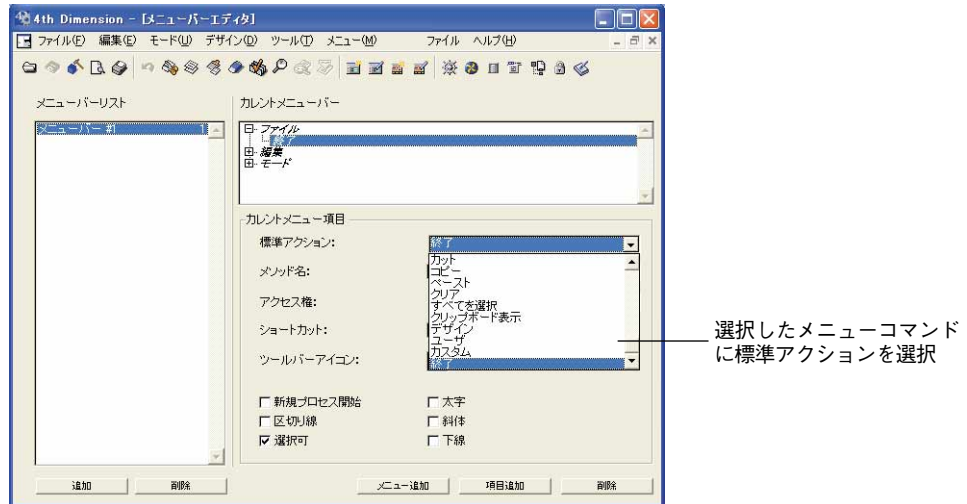 4th Dimension - [メニューバーエディタ]
ファイル(F) 編集(E) モード(U) デザイン(D) ツール(T) メニュー(M) ファイル ヘルプ(H)
メニューバーリスト
カレントメニューバー
メニューバー #1 1
ファイル
終了
編集
モード
カレントメニュー項目
標準アクション:
終了
カット
コピー
ペースト
クリア
すべてを選択
クリップボード表示
デザイン
ユーザ
カスタム
終了
メソッド名:
アクセス権:
ショートカット:
ツールバーアイコン:
選択したメニューコマンド
に標準アクションを選択
新規プロセス開始
太字
区切り線
斜体
選択可
下線
追加
削除
メニュー追加
項目追加
削除